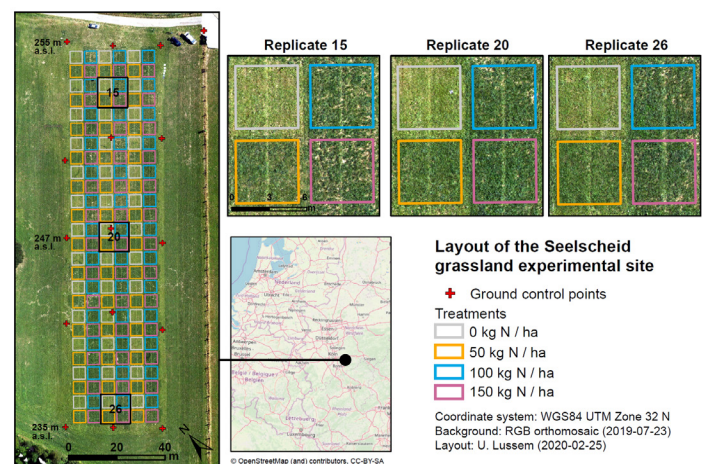 255 m
a.s.l.
15
247 m
a.s.l.
20
26
235 m
a.s.l.
0 20 40
m
N
Replicate 15
Replicate 20
Replicate 26
0 3 6
m
© OpenStreetMap (and) contributors, CC-BY-SA
Layout of the Seelscheid
grassland experimental site
Ground control points
Treatments
0 kg N / ha
50 kg N / ha
100 kg N / ha
150 kg N / ha
Coordinate system: WGS84 UTM Zone 32 N
Background: RGB orthomosaic (2019-07-23)
Layout: U. Lussem (2020-02-25)